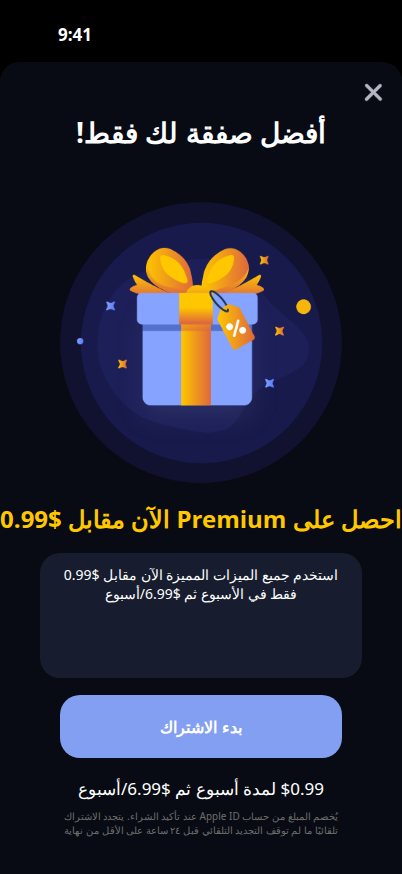 9:41
أفضل صفقة لك فقط!
%
احصل على Premium الآن مقابل $0.99
استخدم جميع الميزات المميزة الآن مقابل $0.99
فقط في الأسبوع ثم $6.99/أسبوع
بدء الاشتراك
$0.99 لمدة أسبوع ثم $6.99/أسبوع
يُخصم المبلغ من حساب Apple ID عند تأكيد الشراء. يتجدد الاشتراك
تلقائيًا ما لم توقف التجديد التلقائي قبل ٢٤ ساعة على الأقل من نهاية